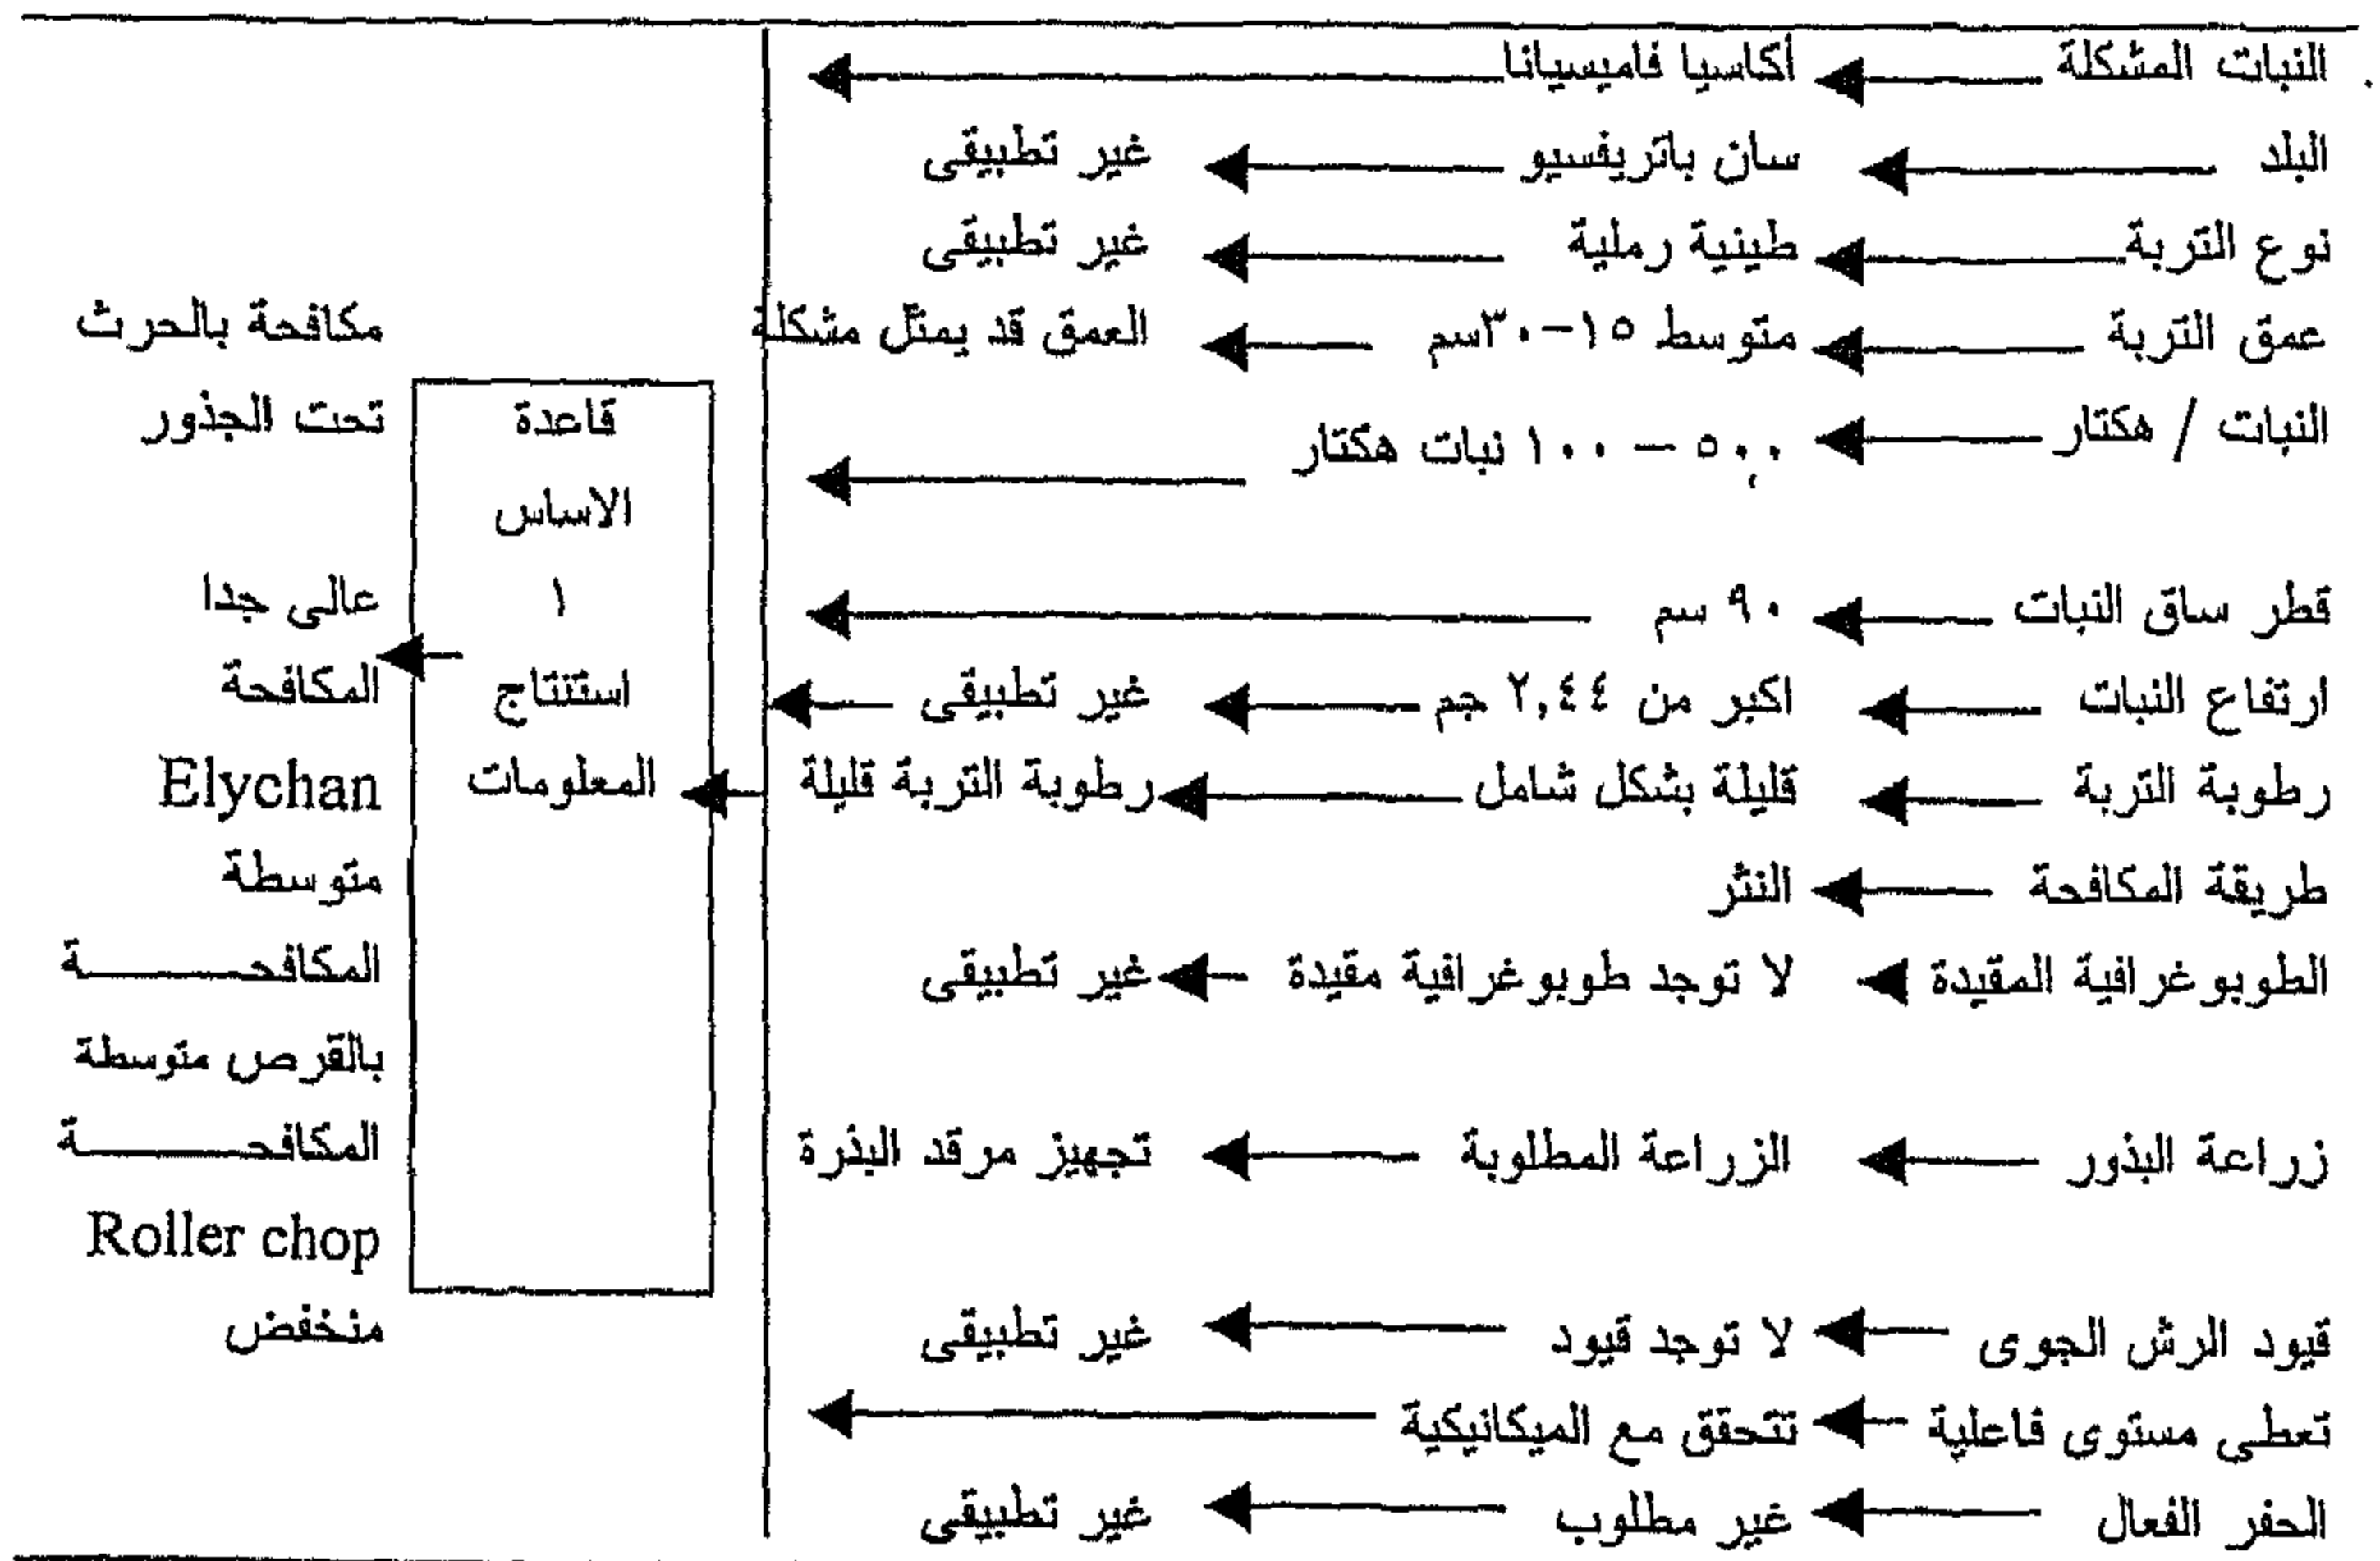 النبات المشكلة أكاسيا فاميسيانا
البلد سان باتريفسيو غير تطبيقى
نوع التربة طينية رملية غير تطبيقى
عمق التربة متوسط ١٥-٣٠سم العمق قد يمثل مشكلة
النبات / هكتار ٥٠٠ – ١٠٠ نبات هكتار
قطر ساق النبات ٩٠ سم
ارتفاع النبات اكبر من ٢,٤٤ جم غير تطبيقى
رطوبة التربة قليلة بشكل شامل رطوبة التربة قليلة
طريقة المكافحة النثر
الطوبوغرافية المقيدة لا توجد طوبوغرافية مقيدة غير تطبيقى
زراعة البذور الزراعة المطلوبة تجهيز مرقد البذرة
قيود الرش الجوى لا توجد قيود غير تطبيقى
تعطى مستوى فاعلية تتحقق مع الميكانيكية
الحفر الفعال غير مطلوب غير تطبيقى
قاعدة
الاساس
١
استنتاج
المعلومات
مكافحة بالحرث
تحت الجذور
عالى جدا
المكافحة
Elychan
متوسطة
المكافحـــــــة
بالقرص متوسطة
المكافحـــــــة
Roller chop
منخفض